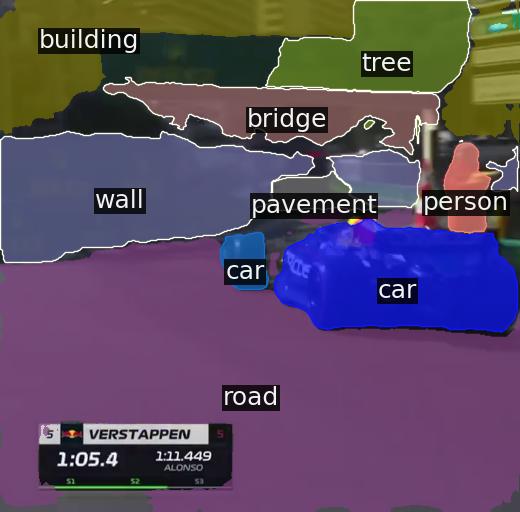 building
tree
bridge
wall
pavement
person
car
car
road
5 VERSTAPPEN 5
1:05.4 1:11.449
ALONSO
S1 S2 S3